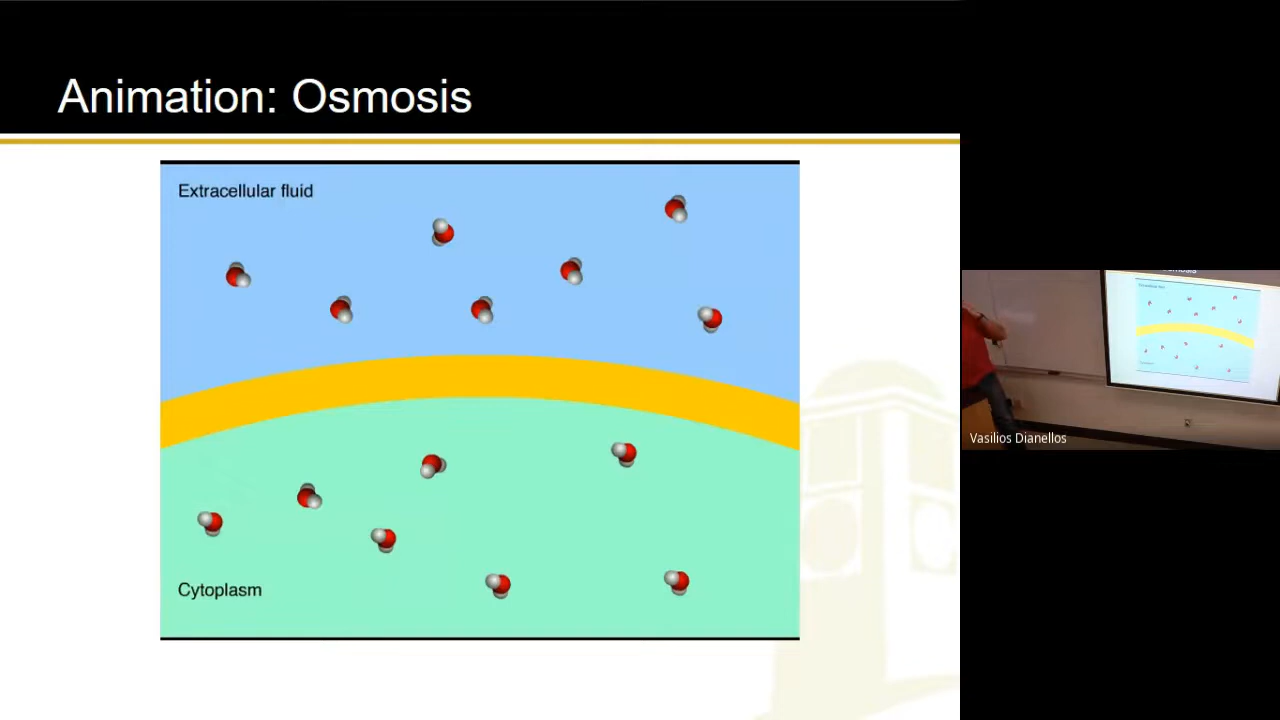 Animation: Osmosis
Extracellular fluid
Cytoplasm
Vasilios Dianellos